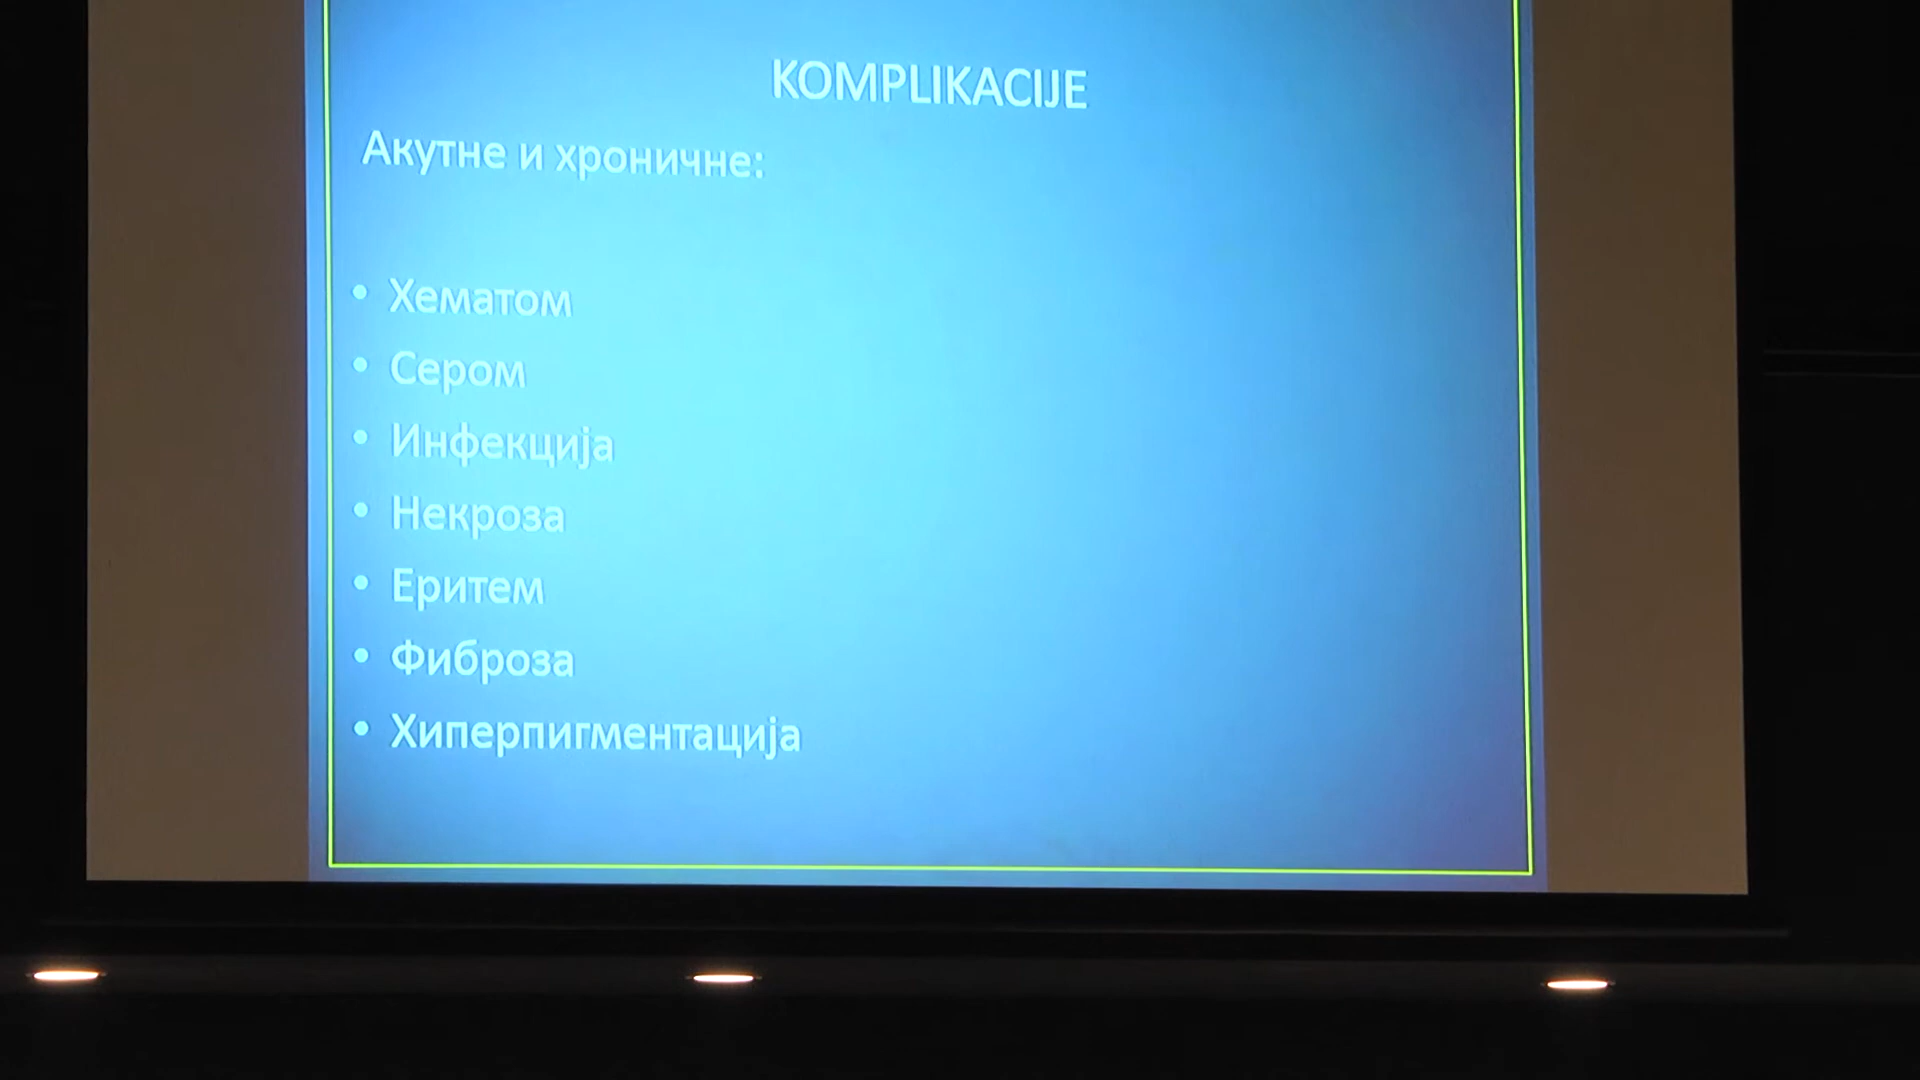 KOMPLIKACIJE
Акутне и хроничне:
• Хематом
• Сером
• Инфекција
• Некроза
• Еритем
• Фиброза
• Хиперпигментација